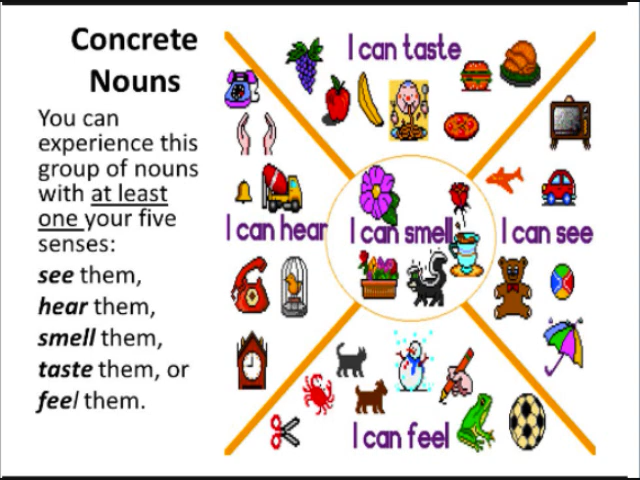 Concrete
Nouns
You can
experience this
group of nouns
with at least
one your five
senses:
see them,
hear them,
smell them,
taste them, or
feel them.
I can taste
I can hear
I can smell
I can see
I can feel